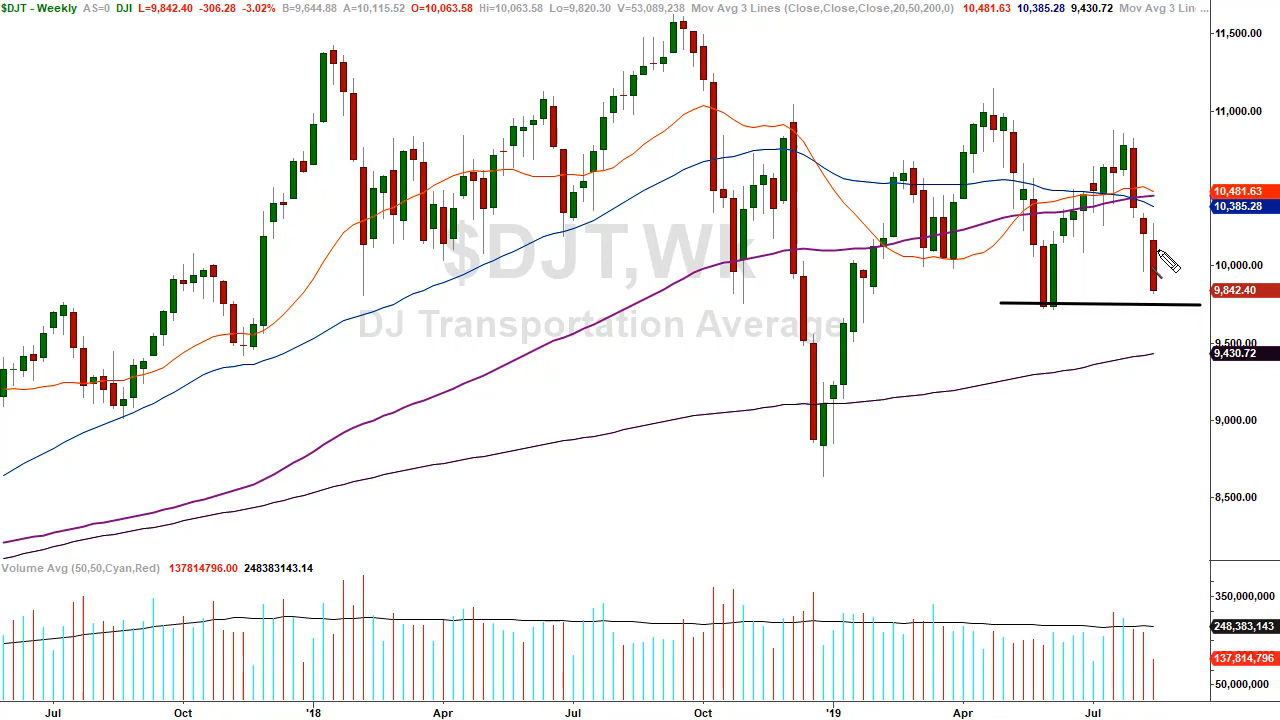 $DJT - Weekly AS=0 DJI L=9,842.40 -306.28 -3.02% B=9,644.88 A=10,115.52 O=10,063.58 Hi=10,063.58 Lo=9,820.30 V=53,089,238 Mov Avg 3 Lines (Close,Close,Close,20,50,200,0) 10,481.63 10,385.28 9,430.72 Mov Avg 3 Lin ...
11,500.00
11,000.00
10,481.63
10,385.28
$DJT,Wk
10,000.00
9,842.40
DJ Transportation Average
9,500.00
9,430.72
9,000.00
8,500.00
Volume Avg (50,50,Cyan,Red) 137814796.00 248383143.14
350,000,000
248,383,143
137,814,796
50,000,000
Jul Oct '18 Apr Jul Oct '19 Apr Jul